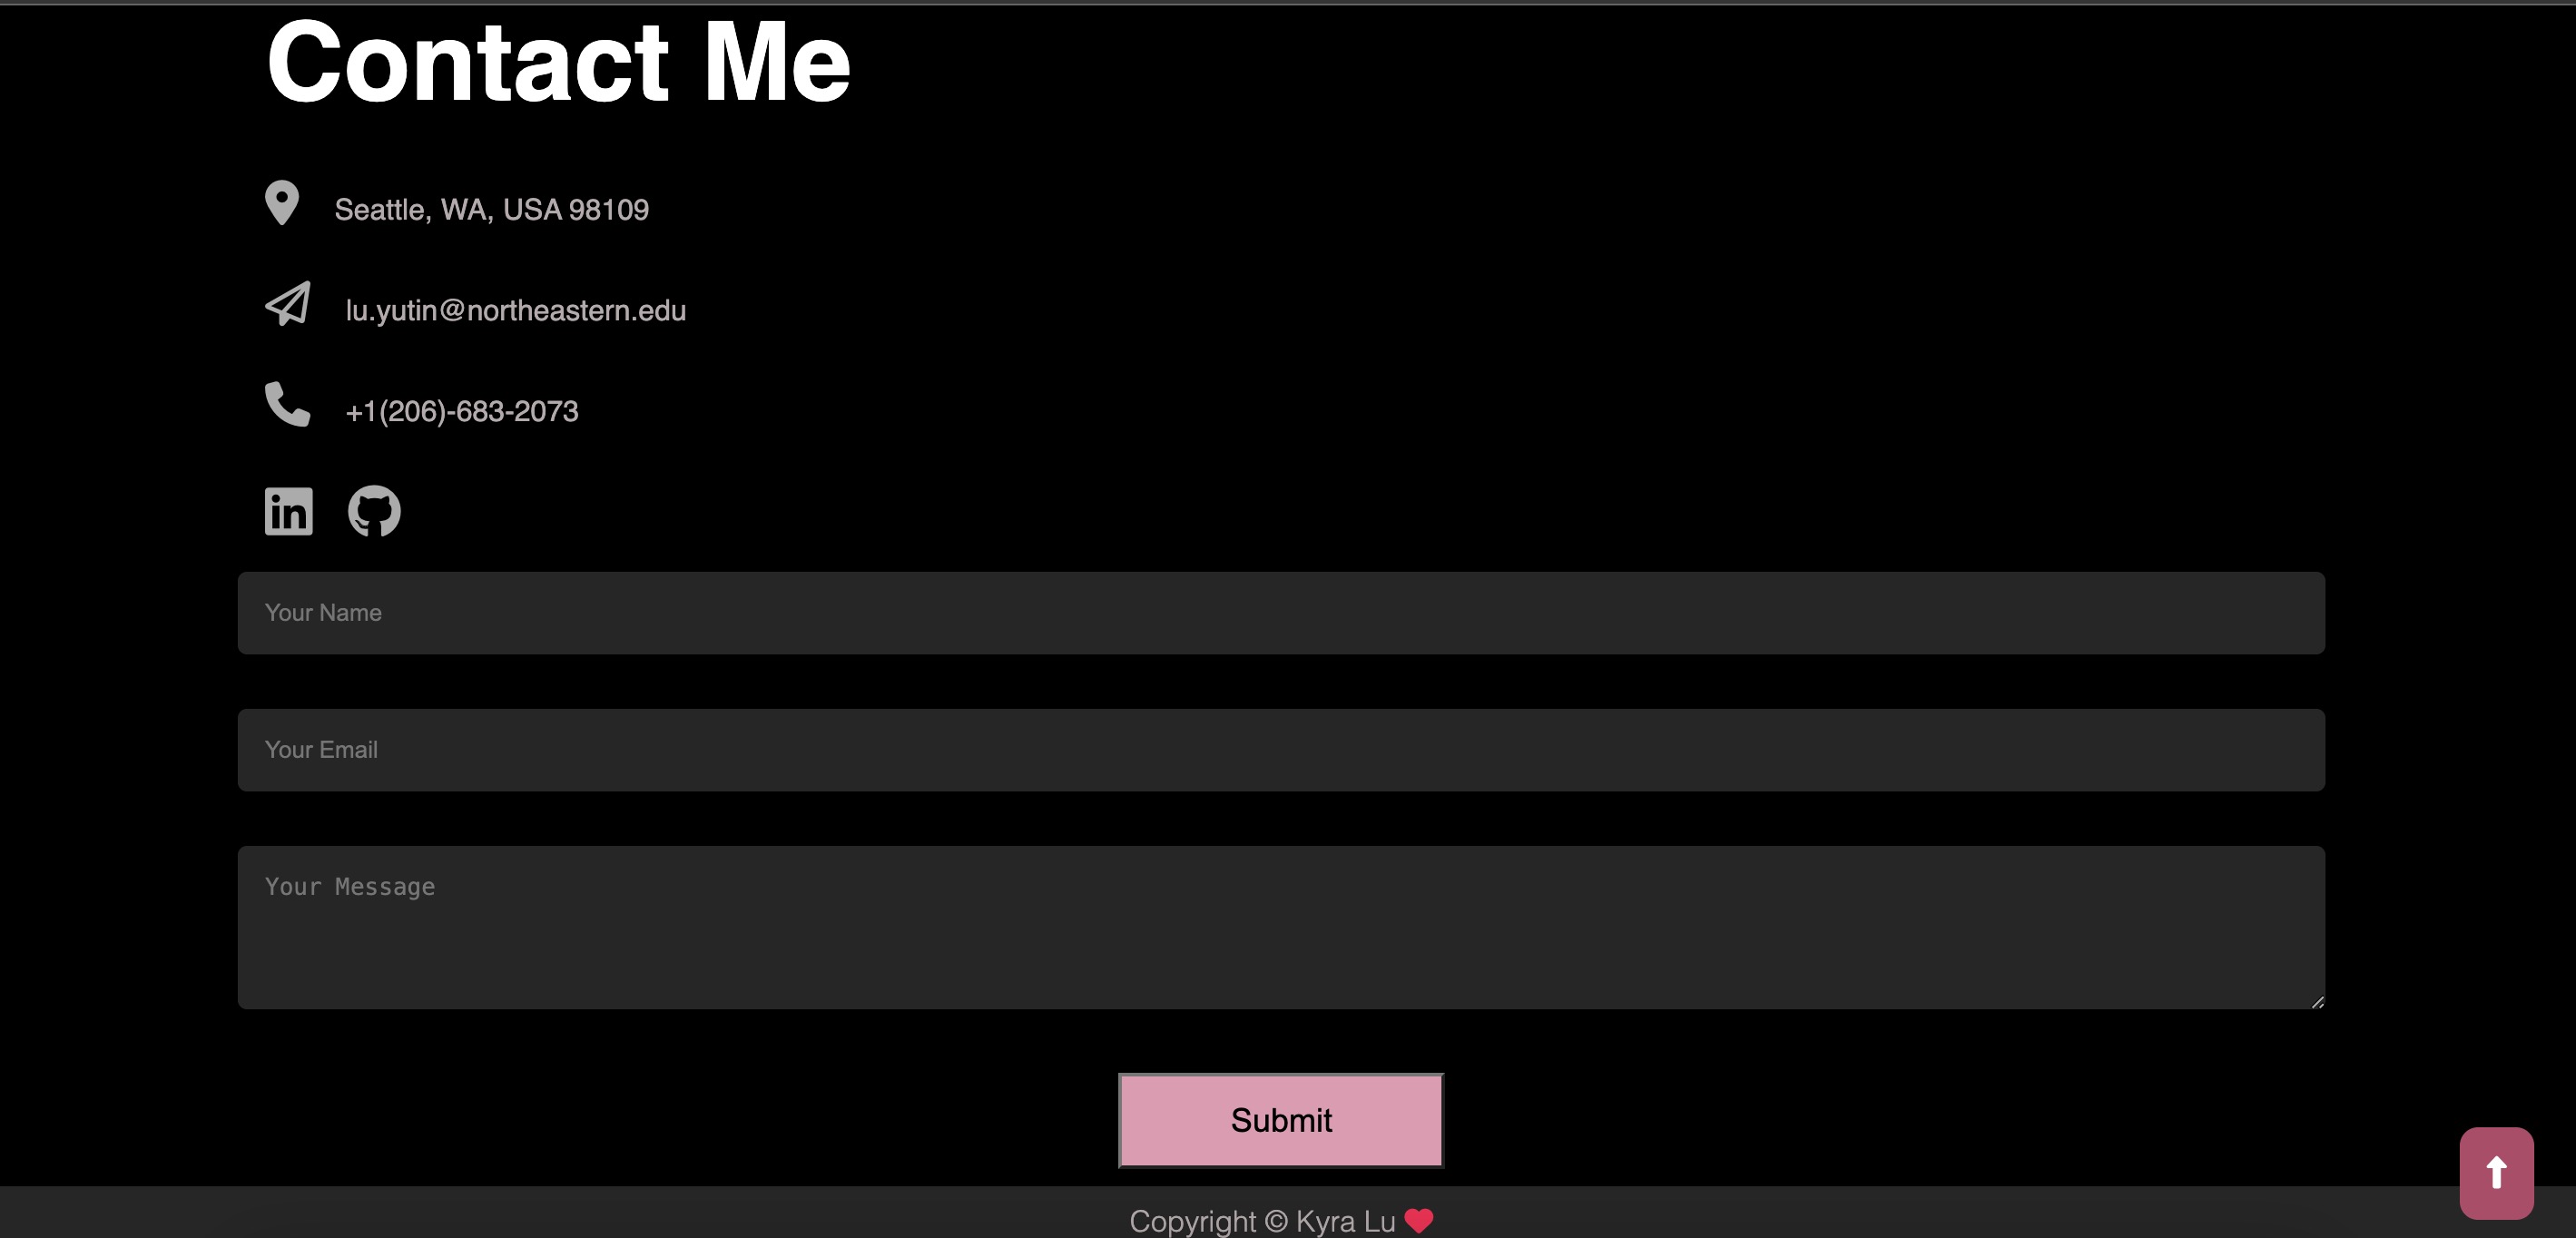 Contact Me
Seattle, WA, USA 98109
lu.yutin@northeastern.edu
+1(206)-683-2073
in
Your Name
Your Email
Your Message
Submit
Copyright © Kyra Lu ❤️